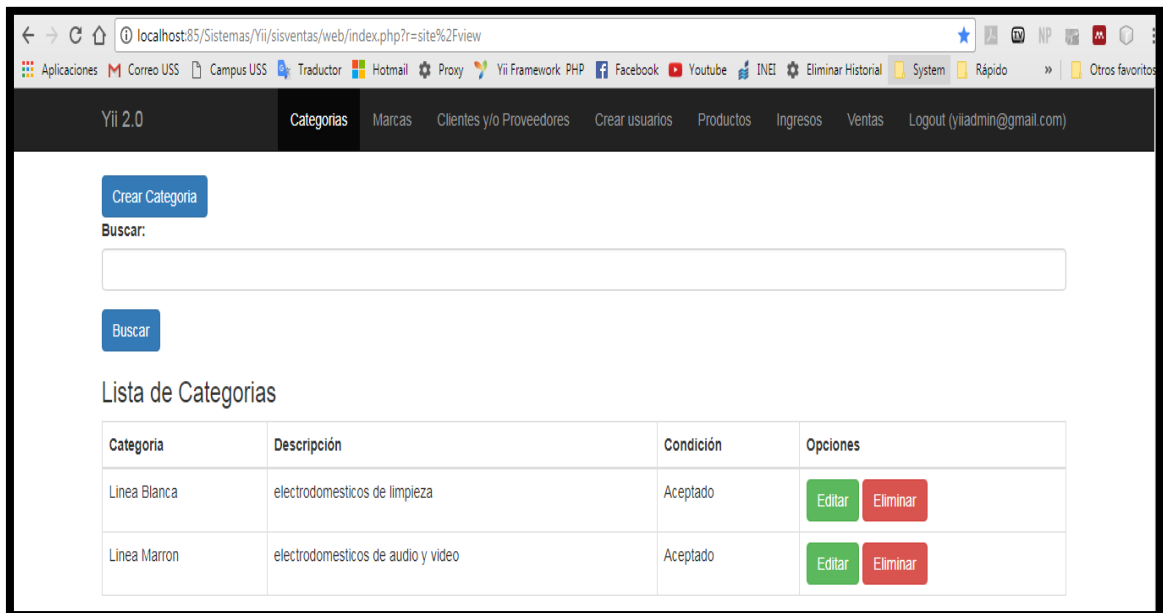 localhost:85/Sistemas/Yii/sisventas/web/index.php?r=site%2Fview NP
Aplicaciones Correo USS Campus USS Traductor Hotmail Proxy Yii Framework PHP Facebook Youtube INEI Eliminar Historial System Rápido » Otros favoritos
Yii 2.0 Categorias Marcas Clientes y/o Proveedores Crear usuarios Productos Ingresos Ventas Logout (yiiadmin@gmail.com)
Crear Categoria
Buscar:
Buscar
Lista de Categorias
Categoria Descripción Condición Opciones
Linea Blanca electrodomesticos de limpieza Aceptado Editar Eliminar
Linea Marron electrodomesticos de audio y video Aceptado Editar Eliminar